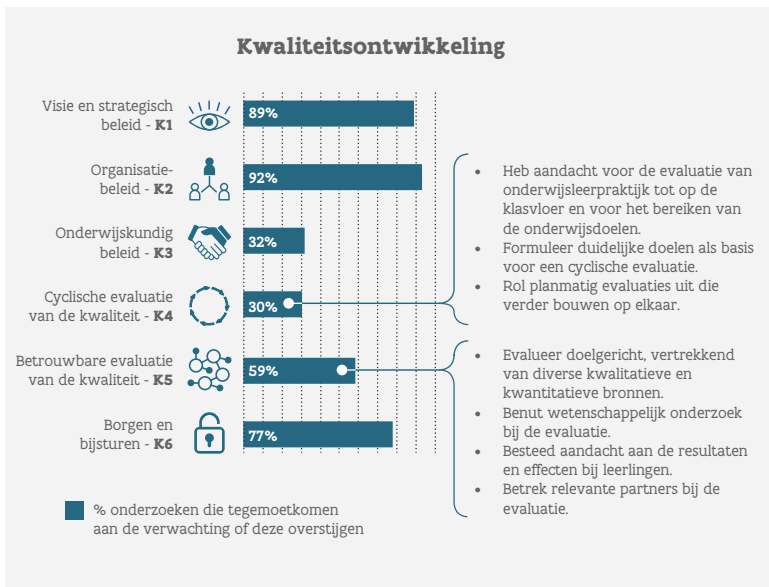 Kwaliteitsontwikkeling
Visie en strategisch
beleid - K1
89%
Organisatie-
beleid - K2
92%
Onderwijskundig
beleid - K3
32%
Cyclische evaluatie
van de kwaliteit - K4
30%
Betrouwbare evaluatie
van de kwaliteit - K5
59%
Borgen en
bijsturen - K6
77%
• Heb aandacht voor de evaluatie van
onderwijsleerpraktijk tot op de
klasvloer en voor het bereiken van
de onderwijsdoelen.
• Formuleer duidelijke doelen als basis
voor een cyclische evaluatie.
• Rol planmatig evaluaties uit die
verder bouwen op elkaar.
• Evalueer doelgericht, vertrekkend
van diverse kwalitatieve en
kwantitatieve bronnen.
• Benut wetenschappelijk onderzoek
bij de evaluatie.
• Besteed aandacht aan de resultaten
en effecten bij leerlingen.
• Betrek relevante partners bij de
evaluatie.
% onderzoeken die tegemoetkomen
aan de verwachting of deze overstijgen